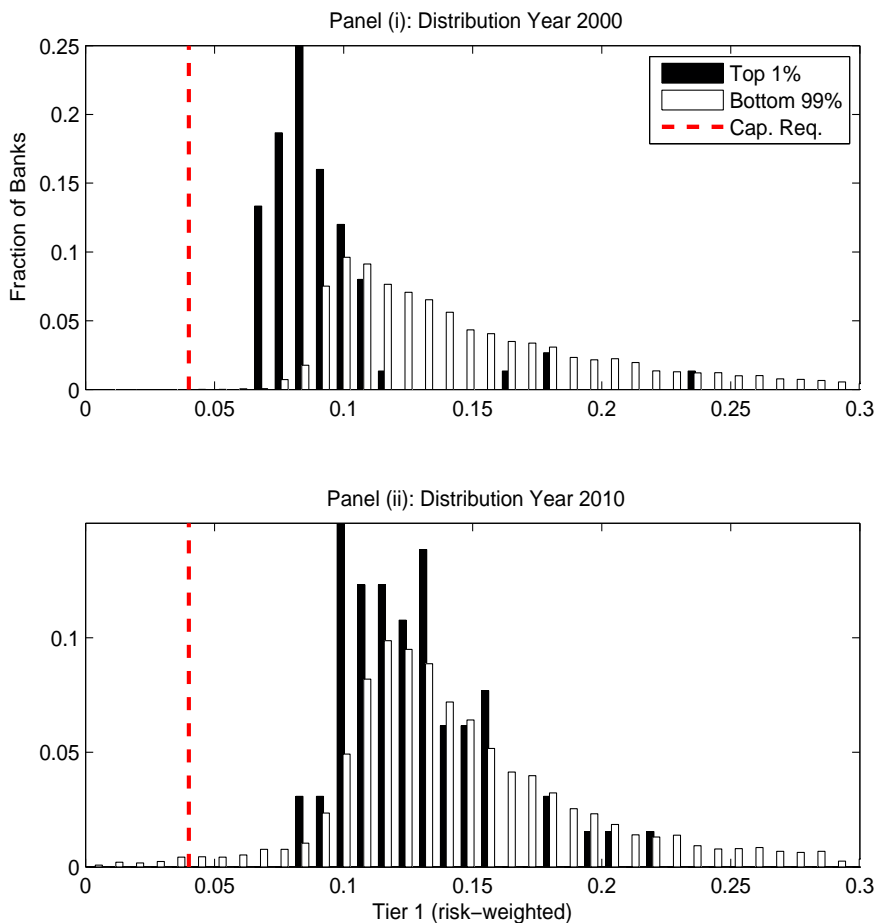 Panel (i): Distribution Year 2000
0.25
0.2
0.15
0.1
0.05
0
Fraction of Banks
Top 1%
Bottom 99%
Cap. Req.
0 0.05 0.1 0.15 0.2 0.25 0.3
Panel (ii): Distribution Year 2010
0.1
0.05
0
0 0.05 0.1 0.15 0.2 0.25 0.3
Tier 1 (risk−weighted)